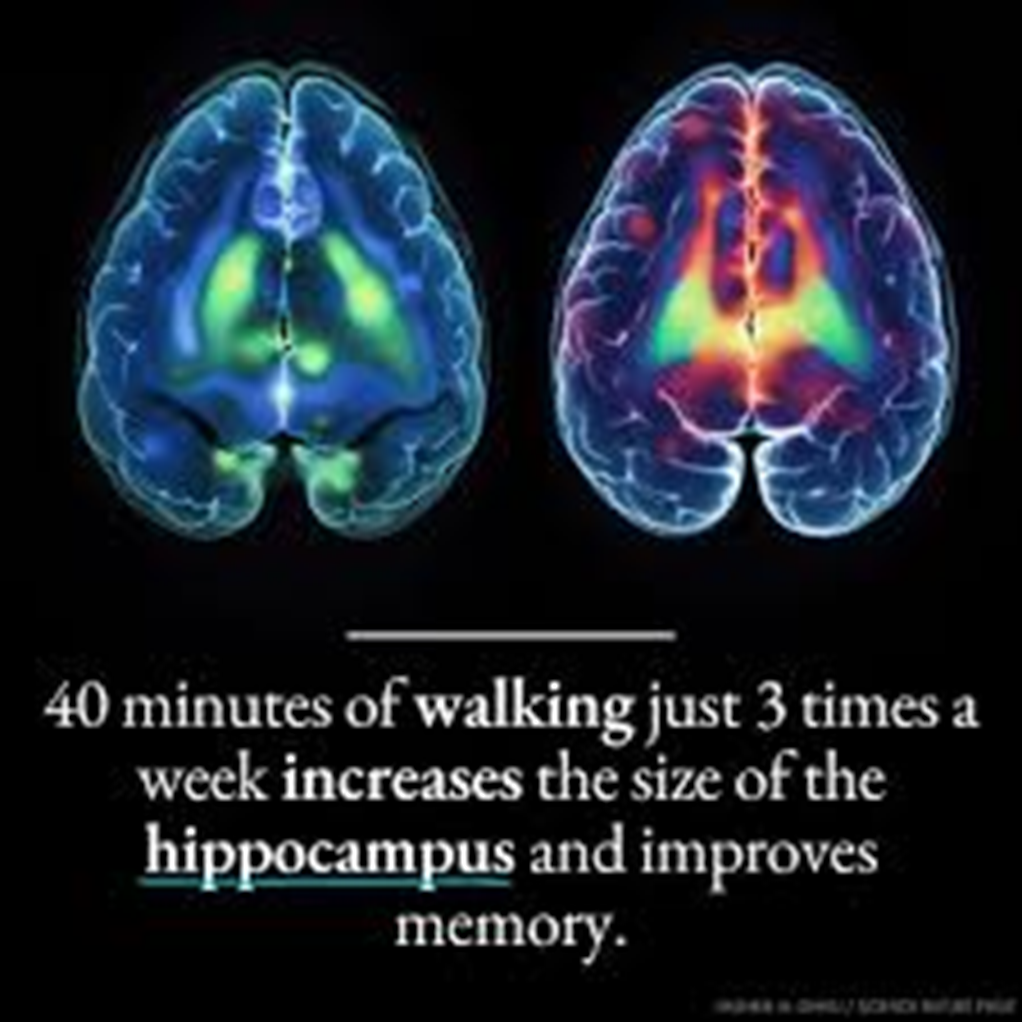 40 minutes of walking just 3 times a
week increases the size of the
hippocampus and improves
memory.